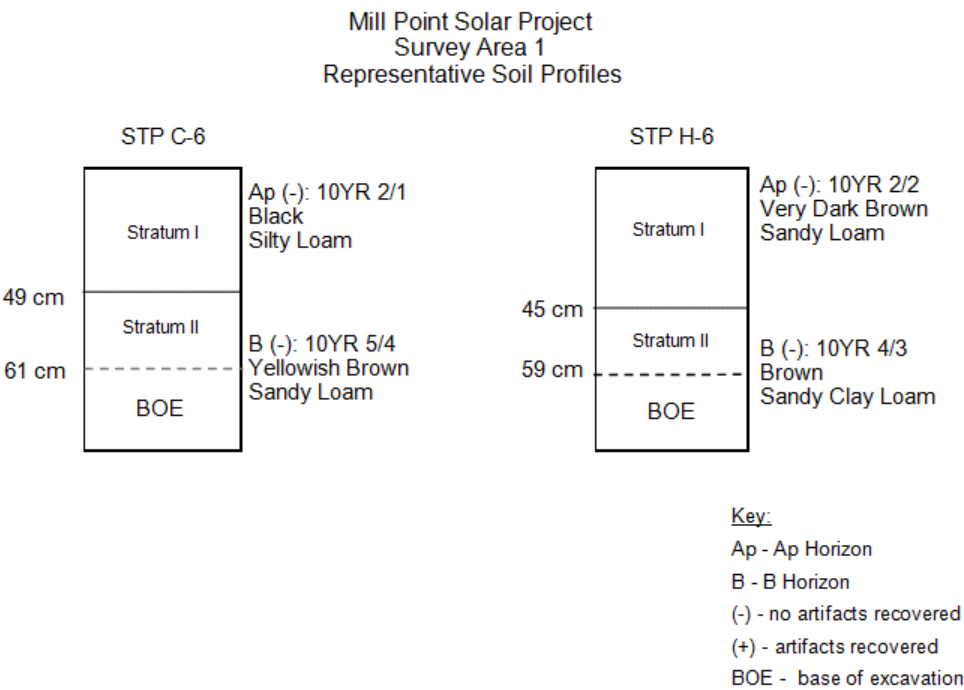 Mill Point Solar Project
Survey Area 1
Representative Soil Profiles
STP C-6
Stratum I
Ap (-): 10YR 2/1
Black
Silty Loam
49 cm
Stratum II
B (-): 10YR 5/4
Yellowish Brown
Sandy Loam
61 cm
BOE
STP H-6
Stratum I
Ap (-): 10YR 2/2
Very Dark Brown
Sandy Loam
45 cm
Stratum II
B (-): 10YR 4/3
Brown
Sandy Clay Loam
59 cm
BOE
Key:
Ap - Ap Horizon
B - B Horizon
(-) - no artifacts recovered
(+) - artifacts recovered
BOE - base of excavation